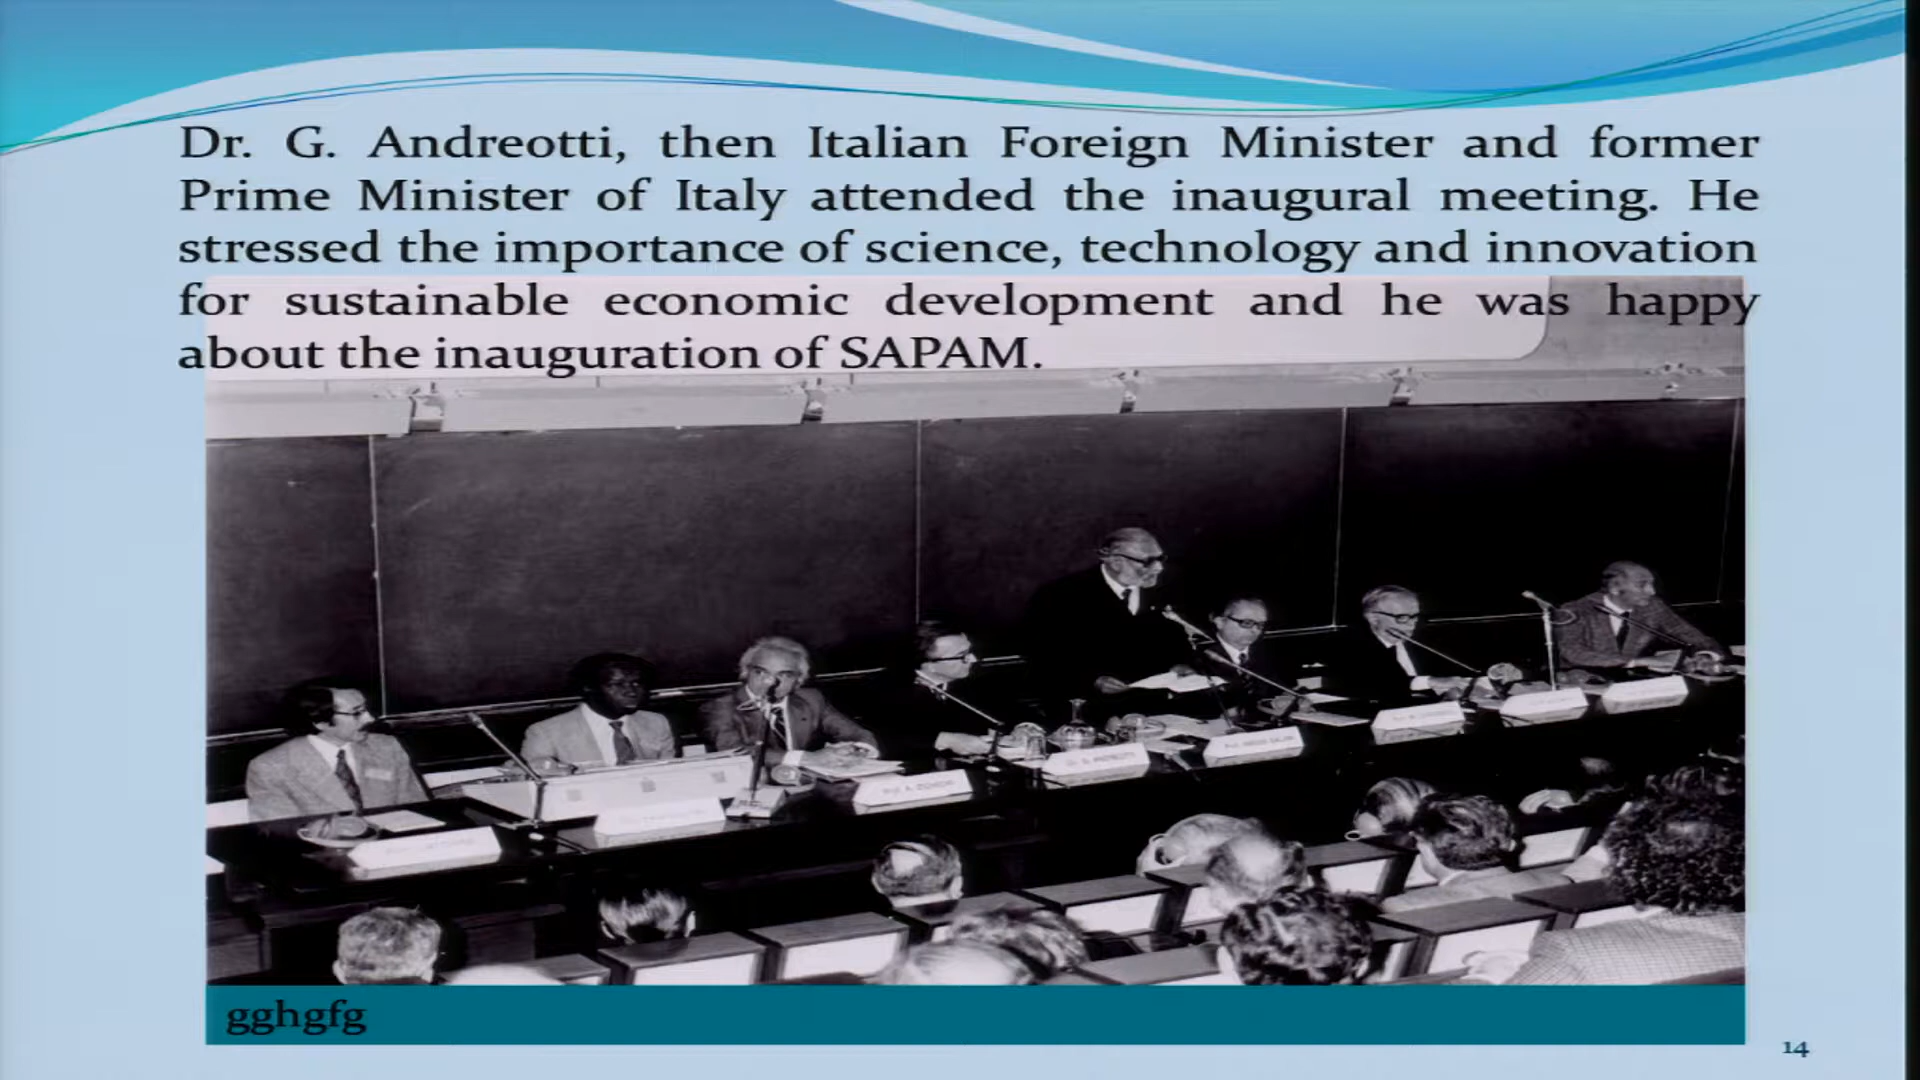 Dr. G. Andreotti, then Italian Foreign Minister and former
Prime Minister of Italy attended the inaugural meeting. He
stressed the importance of science, technology and innovation
for sustainable economic development and he was happy
about the inauguration of SAPAM.
gghgfg
14